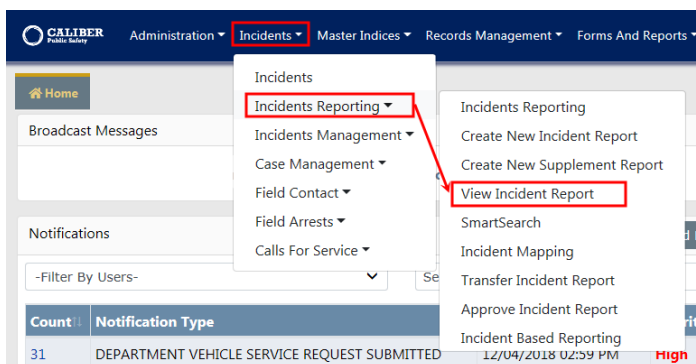 CALIBER
Public Safety
Administration Incidents Master Indices Records Management Forms And Reports
Home
Broadcast Messages
Notifications
-Filter By Users-
Count Notification Type
31 DEPARTMENT VEHICLE SERVICE REQUEST SUBMITTED 12/04/2018 02:59 PM High
Incidents
Incidents Reporting
Incidents Management
Case Management
Field Contact
Field Arrests
Calls For Service
Incidents Reporting
Create New Incident Report
Create New Supplement Report
View Incident Report
SmartSearch
Incident Mapping
Transfer Incident Report
Approve Incident Report
Incident Based Reporting